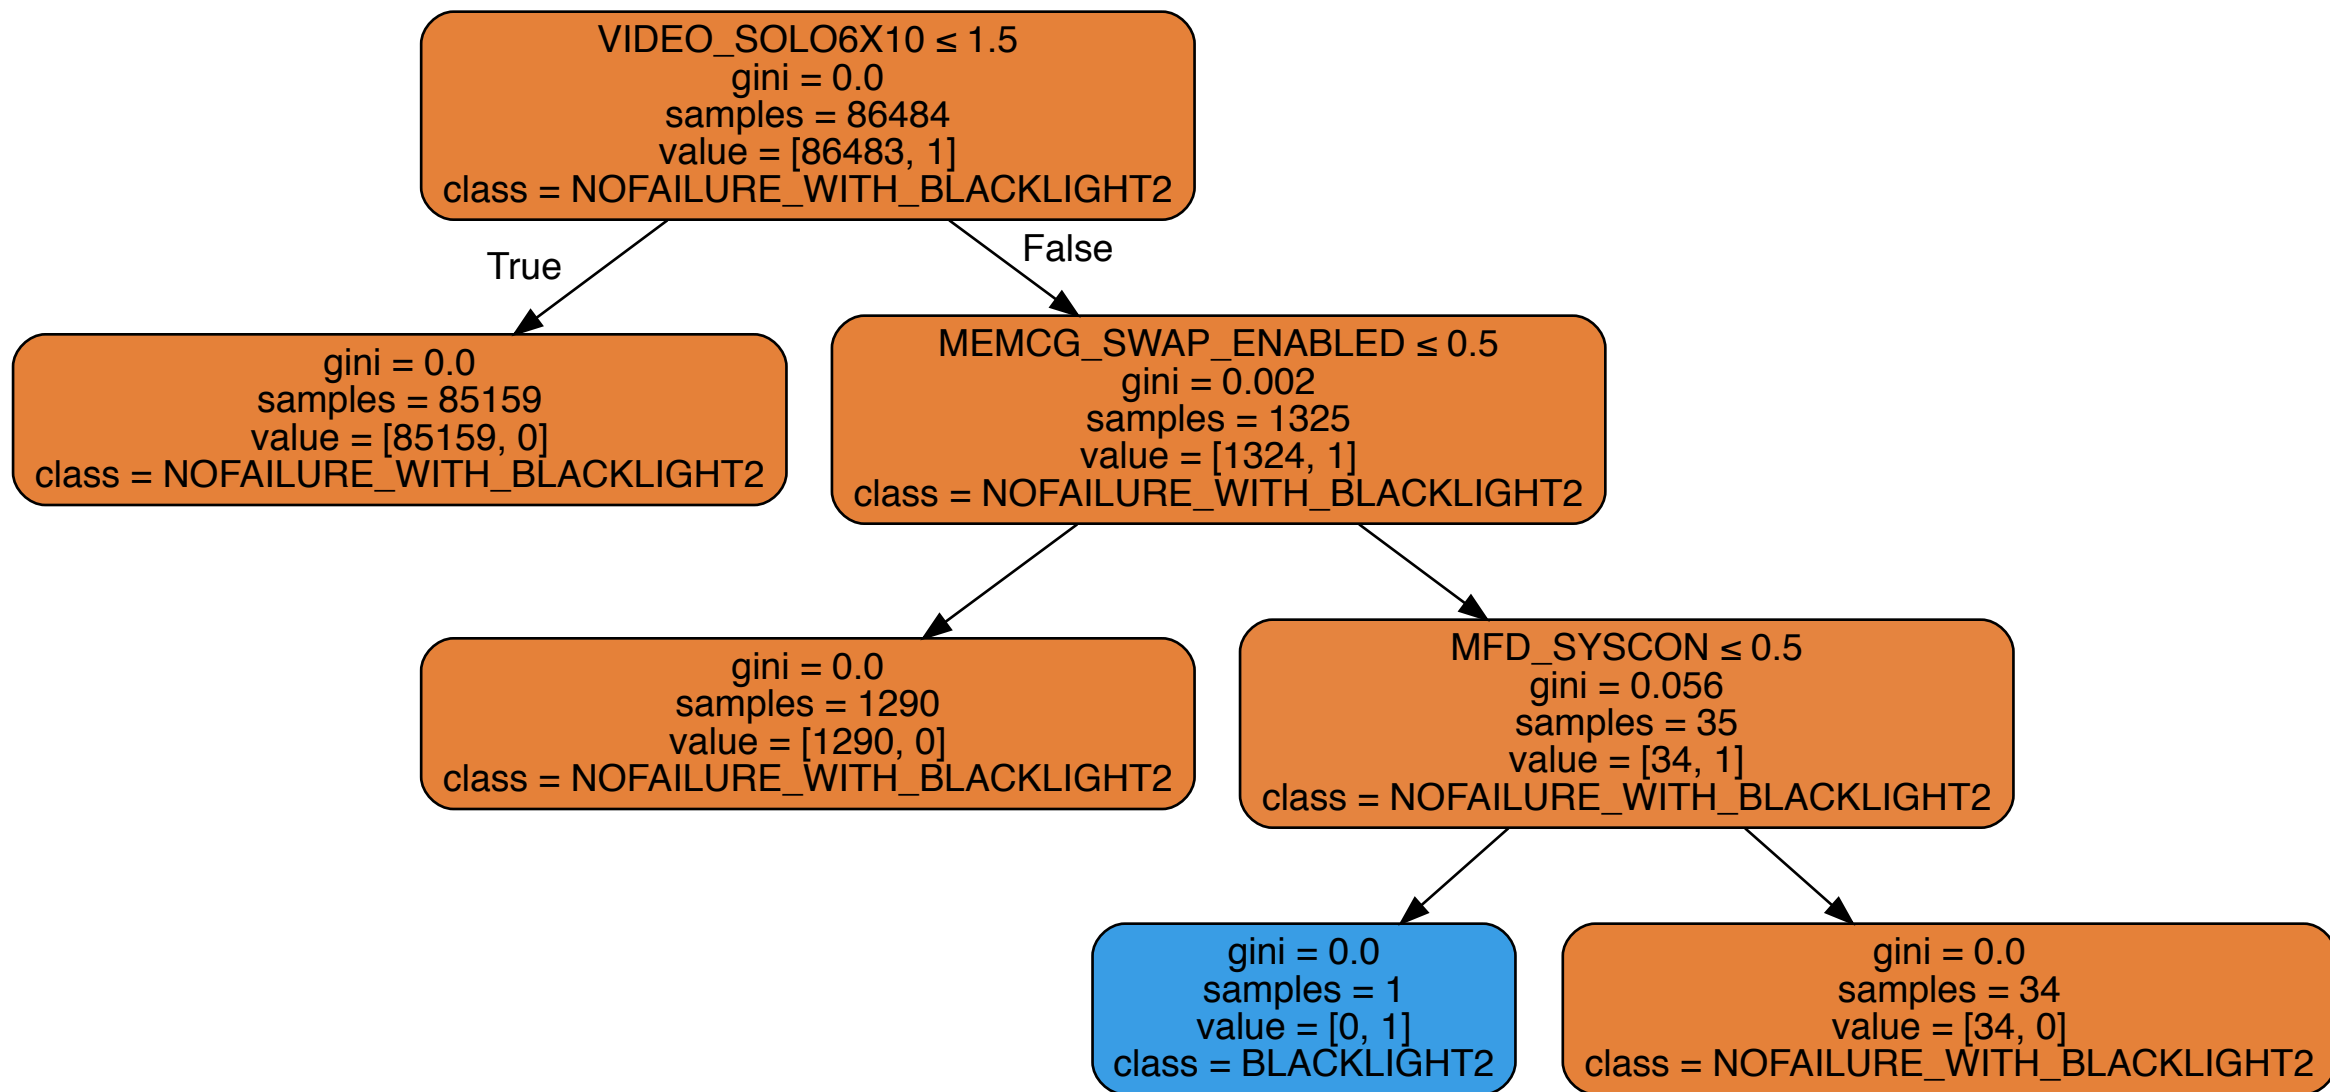 VIDEO_SOLO6X10 ≤ 1.5
gini = 0.0
samples = 86484
value = [86483, 1]
class = NOFAILURE_WITH_BLACKLIGHT2
True
False
gini = 0.0
samples = 85159
value = [85159, 0]
class = NOFAILURE_WITH_BLACKLIGHT2
MEMCG_SWAP_ENABLED ≤ 0.5
gini = 0.002
samples = 1325
value = [1324, 1]
class = NOFAILURE_WITH_BLACKLIGHT2
gini = 0.0
samples = 1290
value = [1290, 0]
class = NOFAILURE_WITH_BLACKLIGHT2
MFD_SYSCON ≤ 0.5
gini = 0.056
samples = 35
value = [34, 1]
class = NOFAILURE_WITH_BLACKLIGHT2
gini = 0.0
samples = 1
value = [0, 1]
class = BLACKLIGHT2
gini = 0.0
samples = 34
value = [34, 0]
class = NOFAILURE_WITH_BLACKLIGHT2